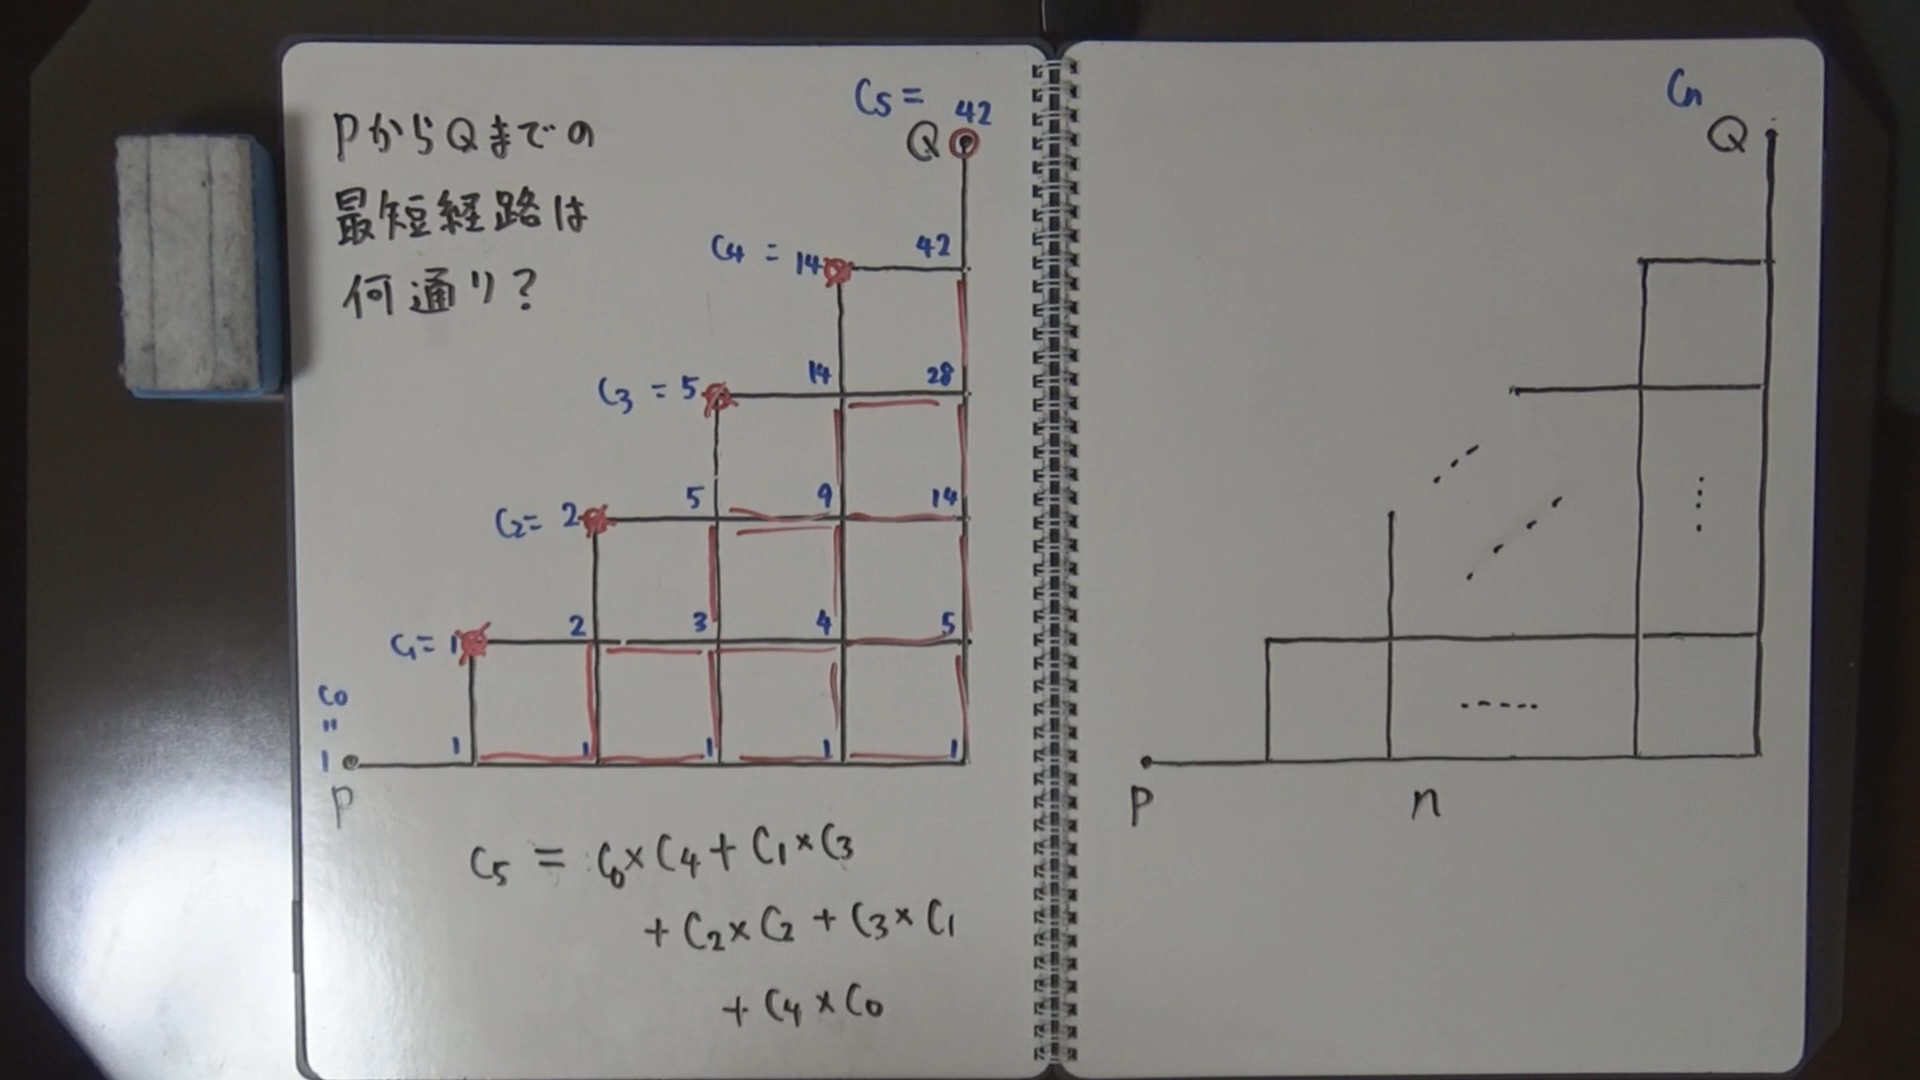 PからQまでの
最短経路は
何通り?
C5 = 42
Q
C4 = 14 42
C3 = 5 14 28
C2 = 2 5 9 14
C1 = 1 2 3 4 5
C0
"
1 1 1 1 1 1
P
C5 = C0×C4+C1×C3
+C2×C2+C3×C1
+C4×C0
Cn
Q
P n